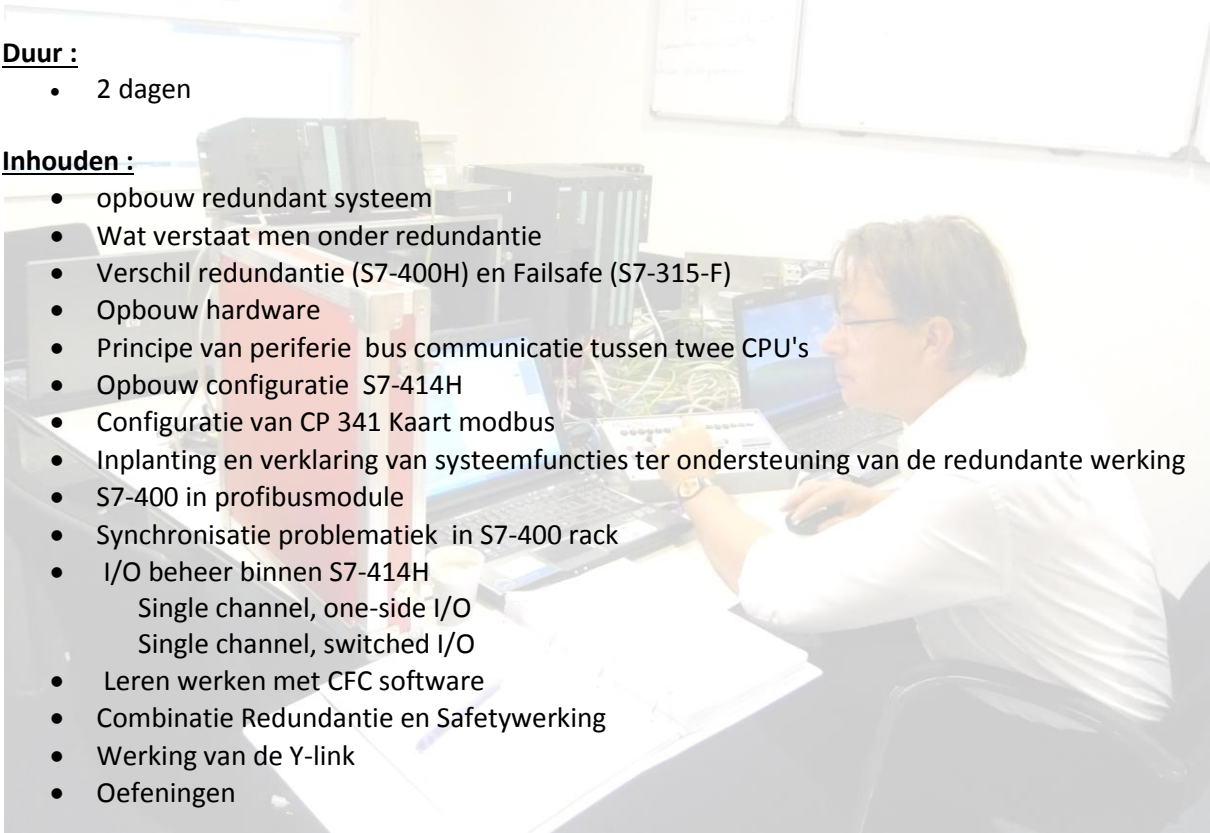 Duur :
• 2 dagen
Inhouden :
• opbouw redundant systeem
• Wat verstaat men onder redundantie
• Verschil redundantie (S7-400H) en Failsafe (S7-315-F)
• Opbouw hardware
• Principe van periferie bus communicatie tussen twee CPU's
• Opbouw configuratie S7-414H
• Configuratie van CP 341 Kaart modbus
• Inplanting en verklaring van systeemfuncties ter ondersteuning van de redundante werking
• S7-400 in profibusmodule
• Synchronisatie problematiek in S7-400 rack
• I/O beheer binnen S7-414H
Single channel, one-side I/O
Single channel, switched I/O
• Leren werken met CFC software
• Combinatie Redundantie en Safetywerking
• Werking van de Y-link
• Oefeningen